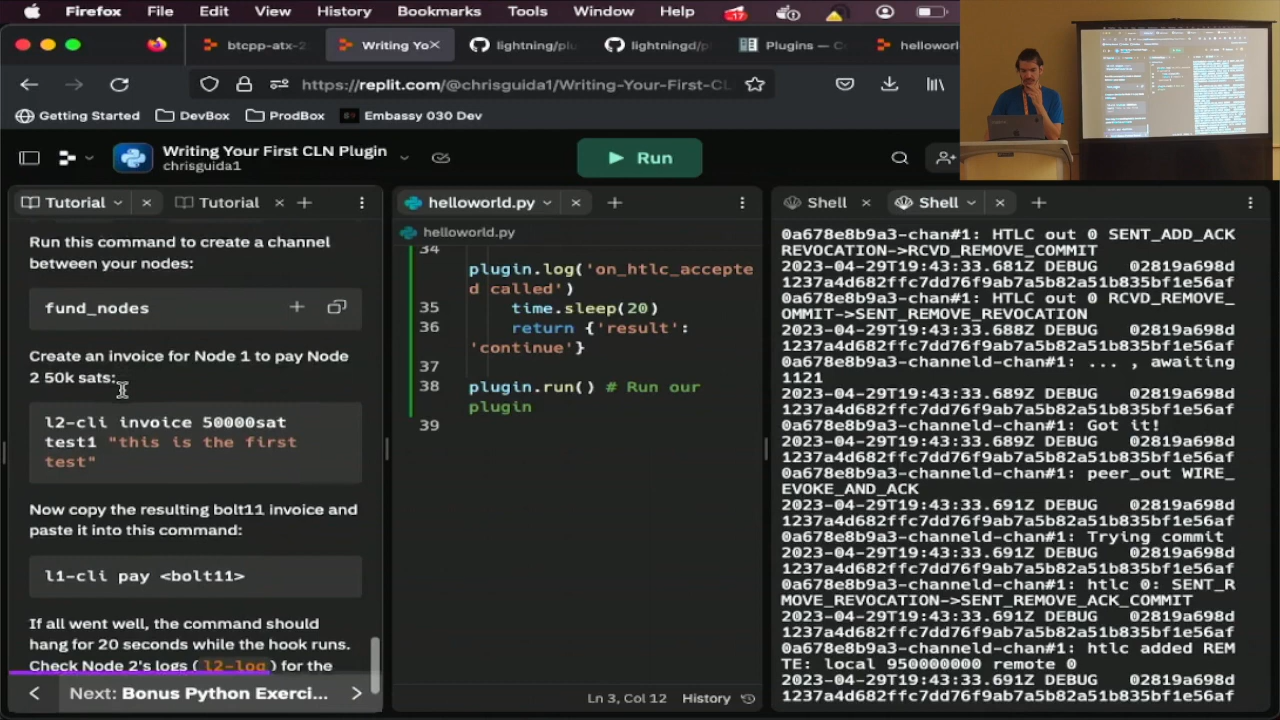 Firefox File Edit View History Bookmarks Tools Window Help
btcpp-atx-2 Writing Yo lightning/plu lightningd/p Plugins — C helloworld.p
https://replit.com/@chrisguida1/Writing-Your-First-CL
Getting Started DevBox ProdBox Embassy 030 Dev
Writing Your First CLN Plugin
chrisguida1
Run
Tutorial Tutorial
Run this command to create a channel
between your nodes:
fund_nodes
Create an invoice for Node 1 to pay Node
2 50k sats:
l2-cli invoice 50000sat
test1 "this is the first
test"
Now copy the resulting bolt11 invoice and
paste it into this command:
l1-cli pay <bolt11>
If all went well, the command should
hang for 20 seconds while the hook runs.
Check Node 2's logs ( l2-log ) for the
Next: Bonus Python Exerci...
helloworld.py
helloworld.py
34
plugin.log('on_htlc_accepte
d called')
35 time.sleep(20)
36 return {'result':
'continue'}
37
38 plugin.run() # Run our
plugin
39
Ln 3, Col 12 History
Shell Shell
0a678e8b9a3-chan#1: HTLC out 0 SENT_ADD_ACK
REVOCATION->RCVD_REMOVE_COMMIT
2023-04-29T19:43:33.681Z DEBUG 02819a698d
1237a4d682ffc7dd76f9ab7a5b82a51b835bf1e56af
0a678e8b9a3-chan#1: HTLC out 0 RCVD_REMOVE_
OMMIT->SENT_REMOVE_REVOCATION
2023-04-29T19:43:33.688Z DEBUG 02819a698d
1237a4d682ffc7dd76f9ab7a5b82a51b835bf1e56af
0a678e8b9a3-channeld-chan#1: ... , awaiting
1121
2023-04-29T19:43:33.689Z DEBUG 02819a698d
1237a4d682ffc7dd76f9ab7a5b82a51b835bf1e56af
0a678e8b9a3-channeld-chan#1: Got it!
2023-04-29T19:43:33.689Z DEBUG 02819a698d
1237a4d682ffc7dd76f9ab7a5b82a51b835bf1e56af
0a678e8b9a3-channeld-chan#1: peer_out WIRE_
EVOKE_AND_ACK
2023-04-29T19:43:33.691Z DEBUG 02819a698d
1237a4d682ffc7dd76f9ab7a5b82a51b835bf1e56af
0a678e8b9a3-channeld-chan#1: Trying commit
2023-04-29T19:43:33.691Z DEBUG 02819a698d
1237a4d682ffc7dd76f9ab7a5b82a51b835bf1e56af
0a678e8b9a3-channeld-chan#1: htlc 0: SENT_R
MOVE_REVOCATION->SENT_REMOVE_ACK_COMMIT
2023-04-29T19:43:33.691Z DEBUG 02819a698d
1237a4d682ffc7dd76f9ab7a5b82a51b835bf1e56af
0a678e8b9a3-channeld-chan#1: htlc added REM
TE: local 950000000 remote 0
2023-04-29T19:43:33.691Z DEBUG 02819a698d
1237a4d682ffc7dd76f9ab7a5b82a51b835bf1e56af